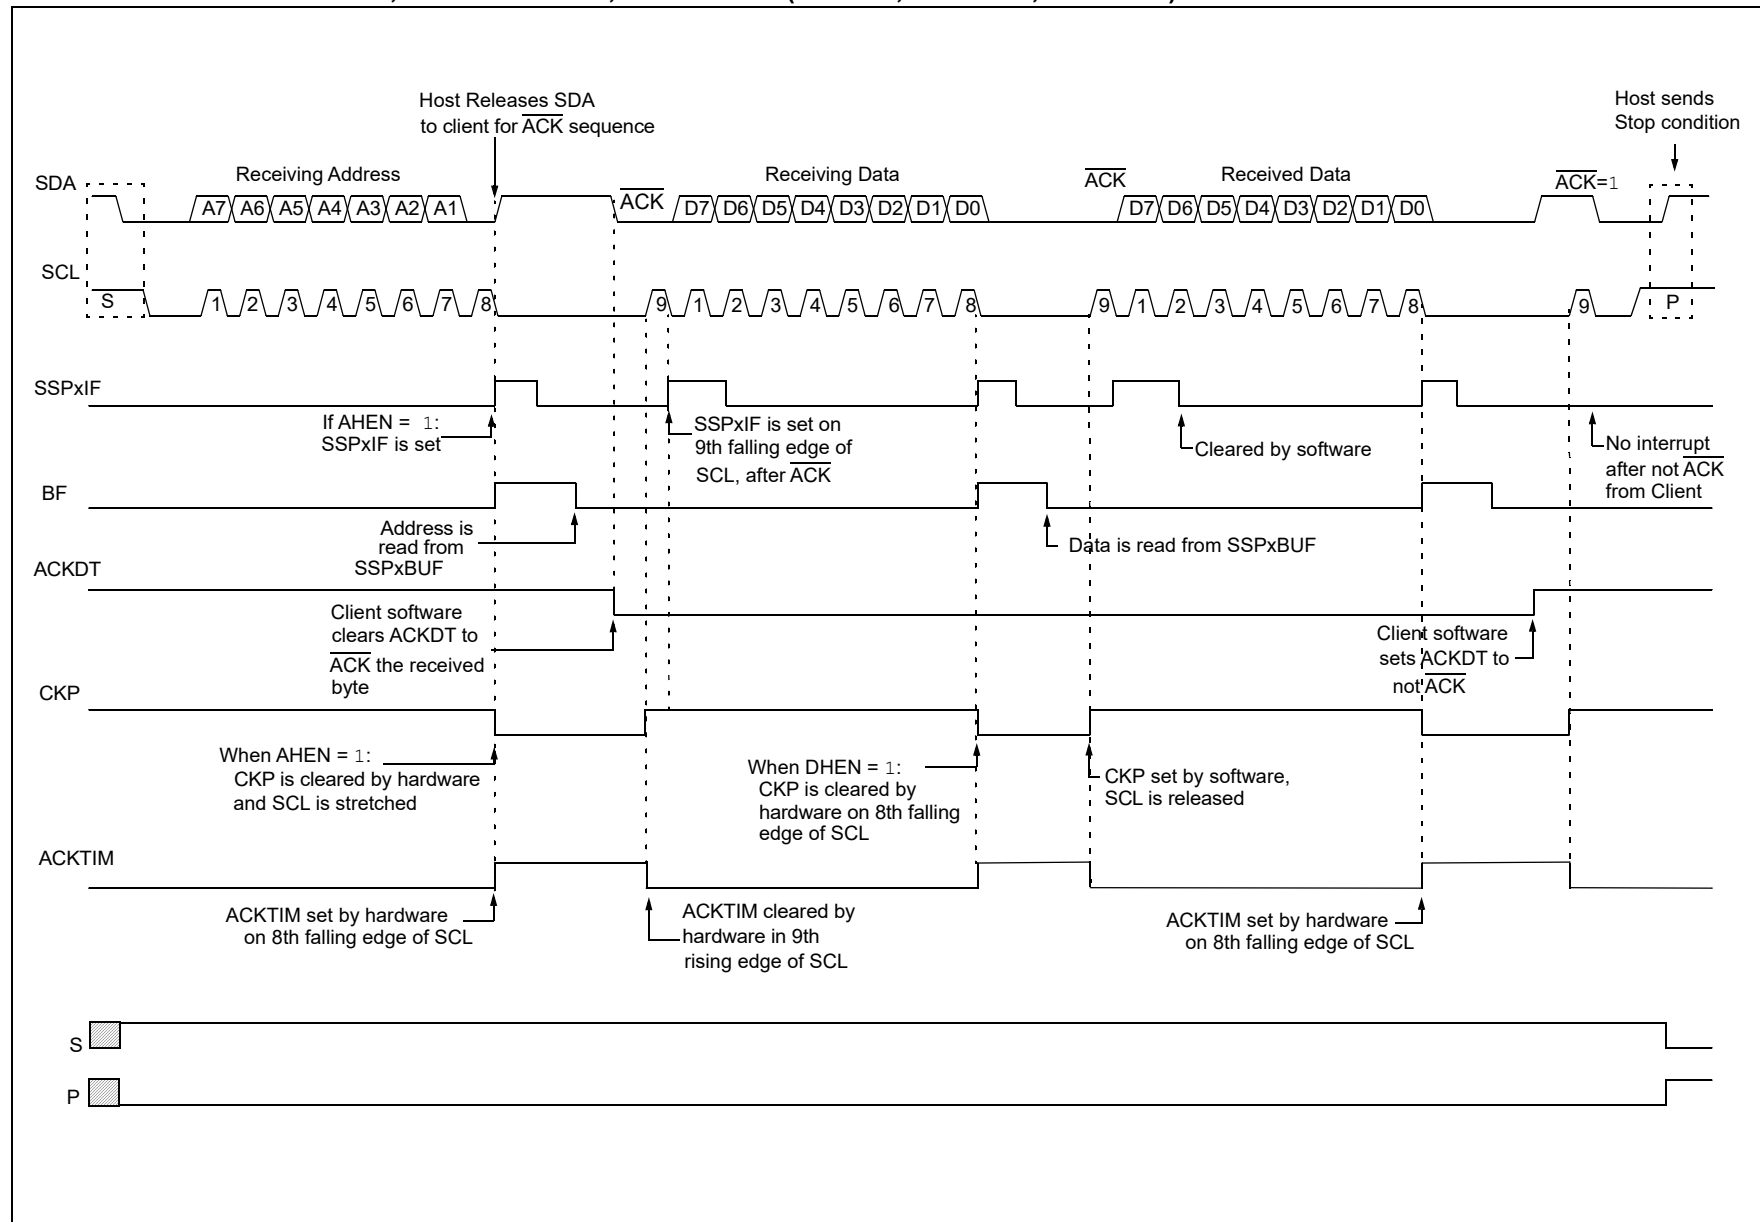 Host Releases SDA
to client for ACK sequence
Host sends
Stop condition
SDA
Receiving Address
ACK
Receiving Data
ACK
Received Data
ACK=1
A7 A6 A5 A4 A3 A2 A1
D7 D6 D5 D4 D3 D2 D1 D0
D7 D6 D5 D4 D3 D2 D1 D0
SCL
S
1 2 3 4 5 6 7 8
9 1 2 3 4 5 6 7 8
9 1 2 3 4 5 6 7 8
9
P
SSPxIF
If AHEN = 1:
SSPxIF is set
SSPxIF is set on
9th falling edge of
SCL, after ACK
Cleared by software
No interrupt
after not ACK
from Client
BF
Address is
read from
SSPxBUF
Data is read from SSPxBUF
ACKDT
Client software
clears ACKDT to
ACK the received
byte
Client software
sets ACKDT to
not ACK
CKP
When AHEN = 1:
CKP is cleared by hardware
and SCL is stretched
When DHEN = 1:
CKP is cleared by
hardware on 8th falling
edge of SCL
CKP set by software,
SCL is released
ACKTIM
ACKTIM set by hardware
on 8th falling edge of SCL
ACKTIM cleared by
hardware in 9th
rising edge of SCL
ACKTIM set by hardware
on 8th falling edge of SCL
S
P